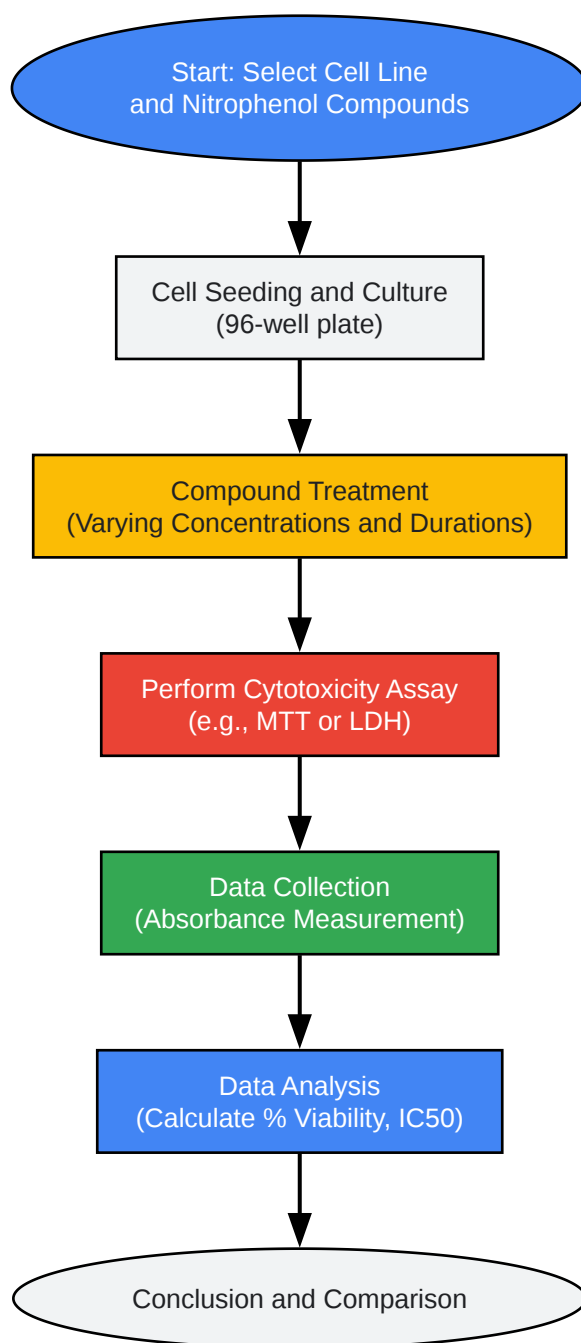 Start: Select Cell Line
and Nitrophenol Compounds
Cell Seeding and Culture
(96-well plate)
Compound Treatment
(Varying Concentrations and Durations)
Perform Cytotoxicity Assay
(e.g., MTT or LDH)
Data Collection
(Absorbance Measurement)
Data Analysis
(Calculate % Viability, IC50)
Conclusion and Comparison